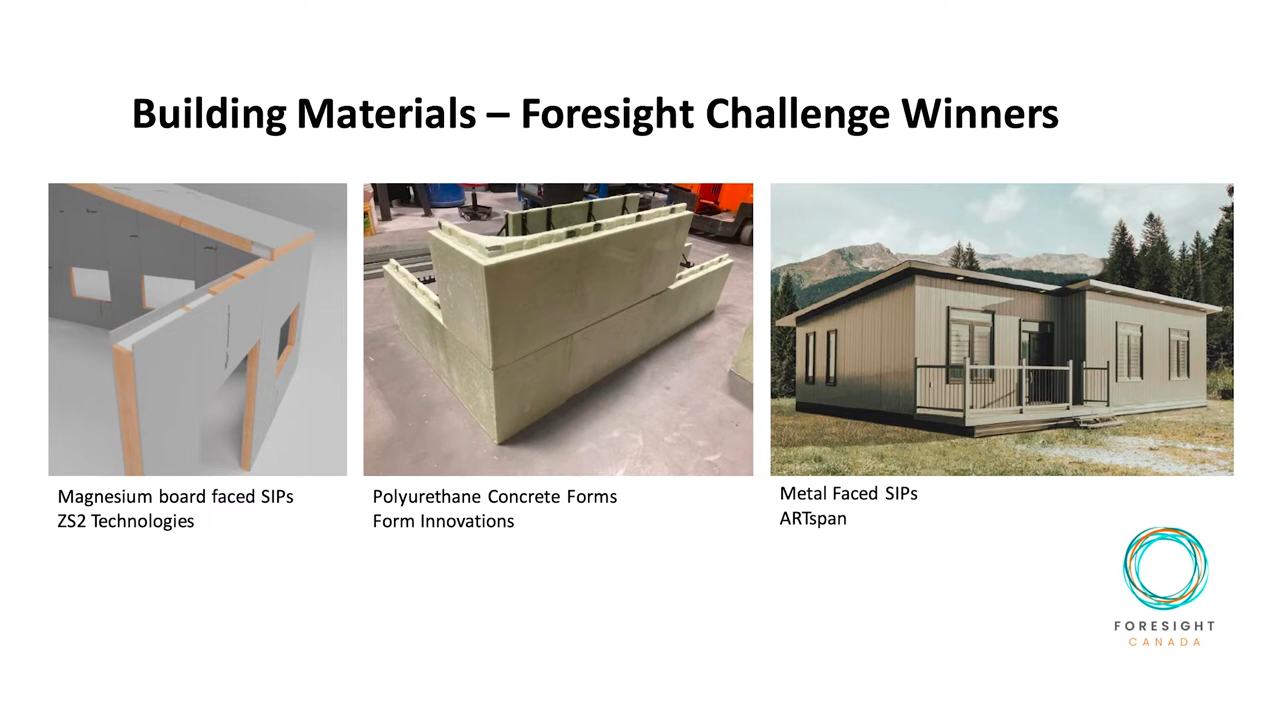 Building Materials – Foresight Challenge Winners
Magnesium board faced SIPs
ZS2 Technologies
Polyurethane Concrete Forms
Form Innovations
Metal Faced SIPs
ARTspan
FORESIGHT
CANADA